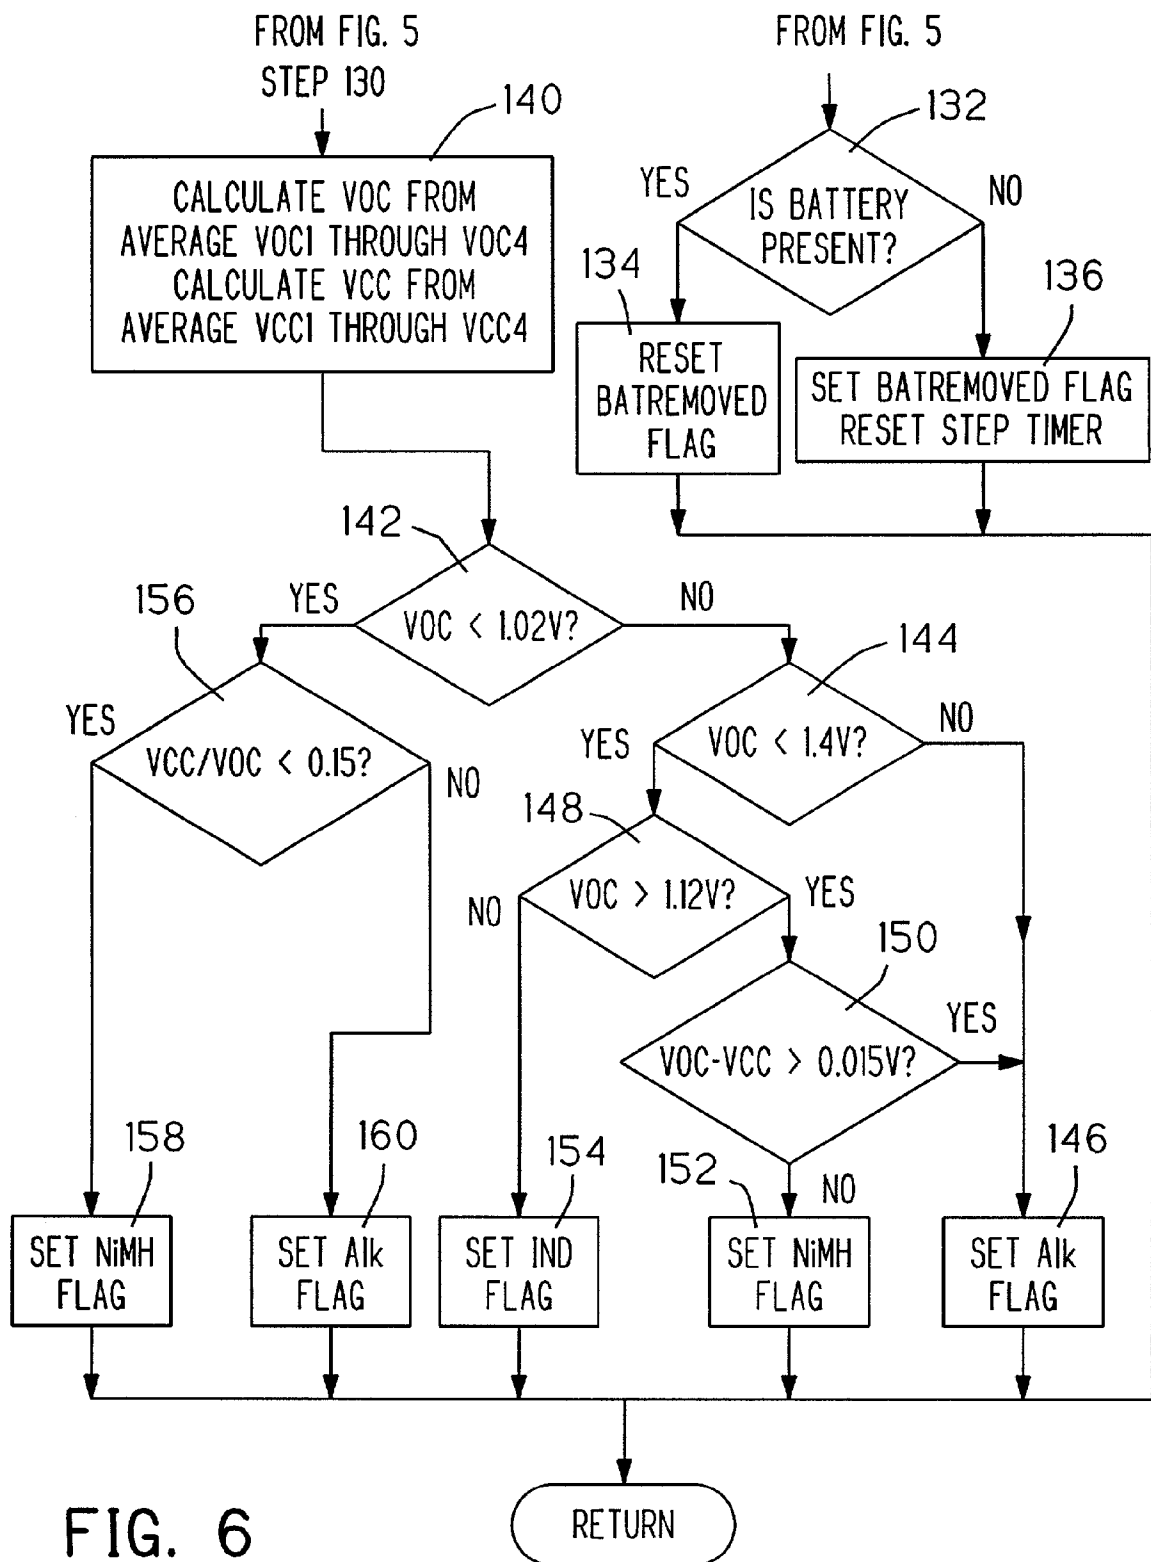 FROM FIG. 5
STEP 130
140
CALCULATE VOC FROM
AVERAGE VOC1 THROUGH VOC4
CALCULATE VCC FROM
AVERAGE VCC1 THROUGH VCC4
FROM FIG. 5
132
YES
IS BATTERY
PRESENT?
NO
134
RESET
BATREMOVED
FLAG
136
SET BATREMOVED FLAG
RESET STEP TIMER
142
YES
VOC < 1.02V?
NO
156
YES
VCC/VOC < 0.15?
NO
144
YES
VOC < 1.4V?
NO
148
NO
VOC > 1.12V?
YES
150
VOC-VCC > 0.015V?
YES
NO
158
SET NiMH
FLAG
160
SET Alk
FLAG
154
SET IND
FLAG
152
SET NiMH
FLAG
146
SET Alk
FLAG
RETURN
FIG. 6